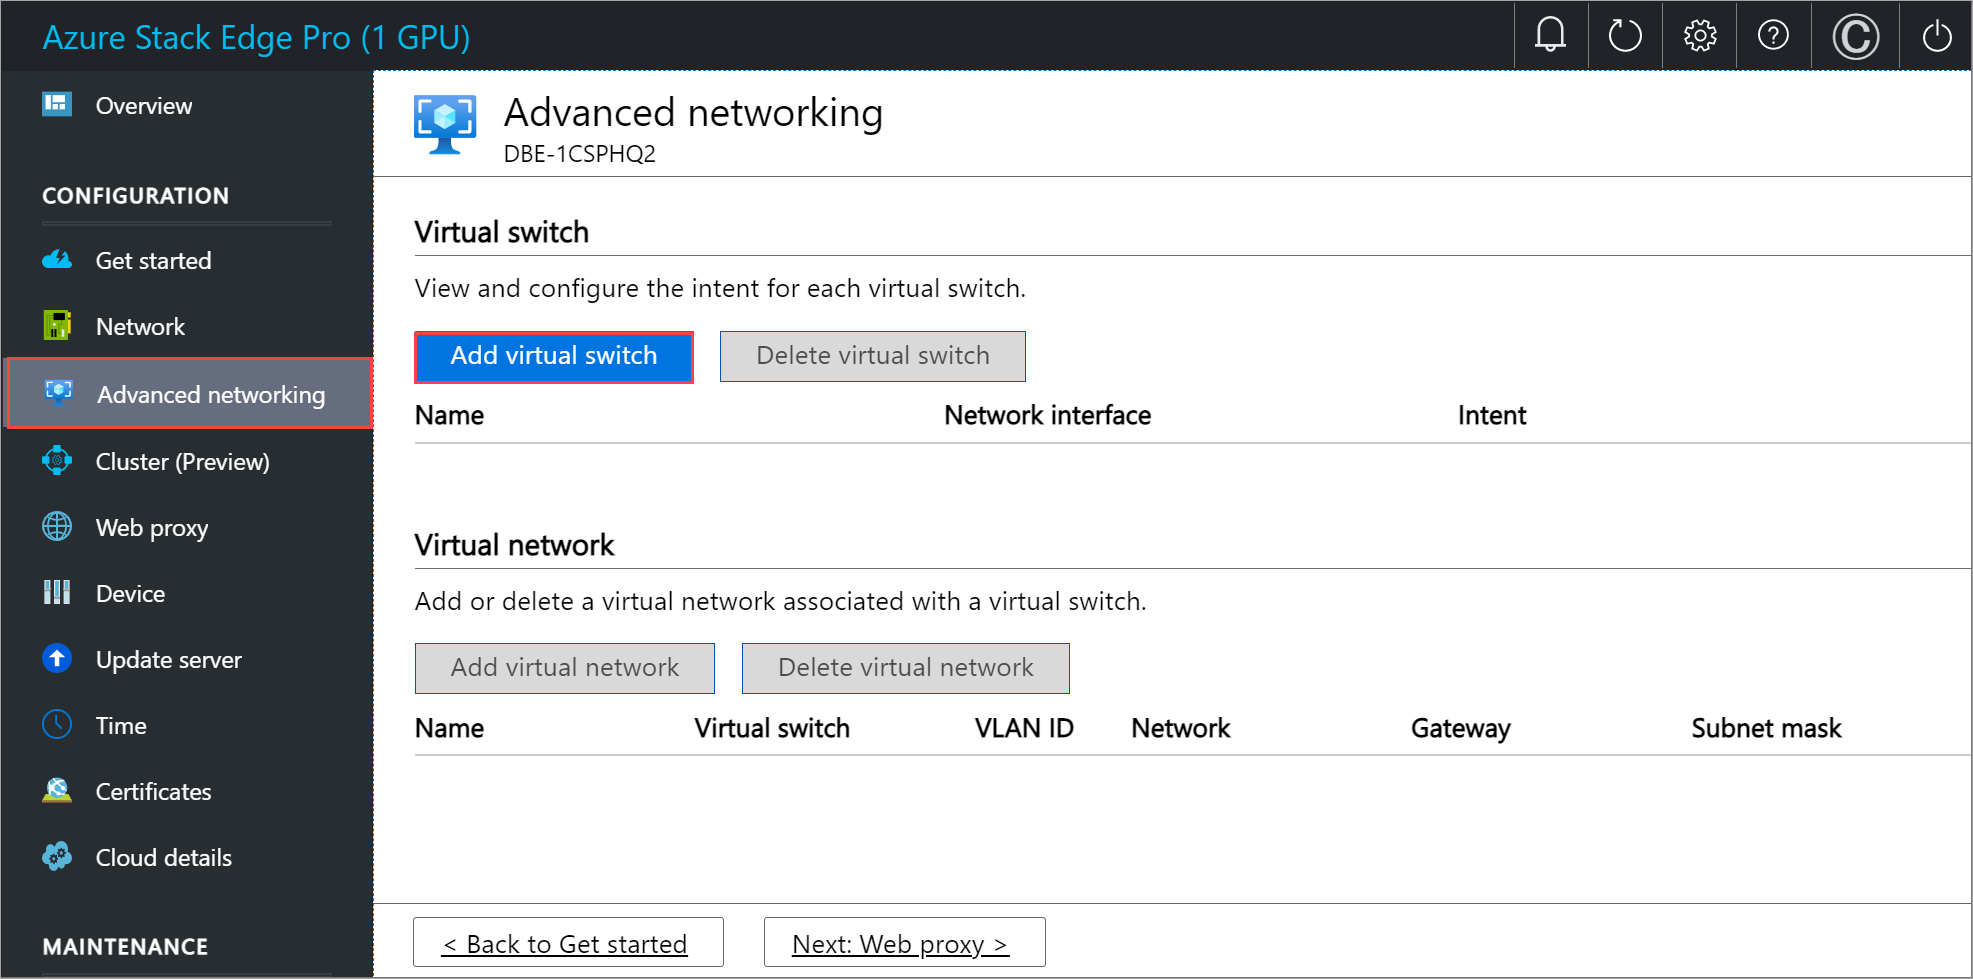 Azure Stack Edge Pro (1 GPU)
Overview
CONFIGURATION
Get started
Network
Advanced networking
Cluster (Preview)
Web proxy
Device
Update server
Time
Certificates
Cloud details
MAINTENANCE
Advanced networking
DBE-1CSPHQ2
Virtual switch
View and configure the intent for each virtual switch.
Add virtual switch Delete virtual switch
Name Network interface Intent
Virtual network
Add or delete a virtual network associated with a virtual switch.
Add virtual network Delete virtual network
Name Virtual switch VLAN ID Network Gateway Subnet mask
< Back to Get started Next: Web proxy >